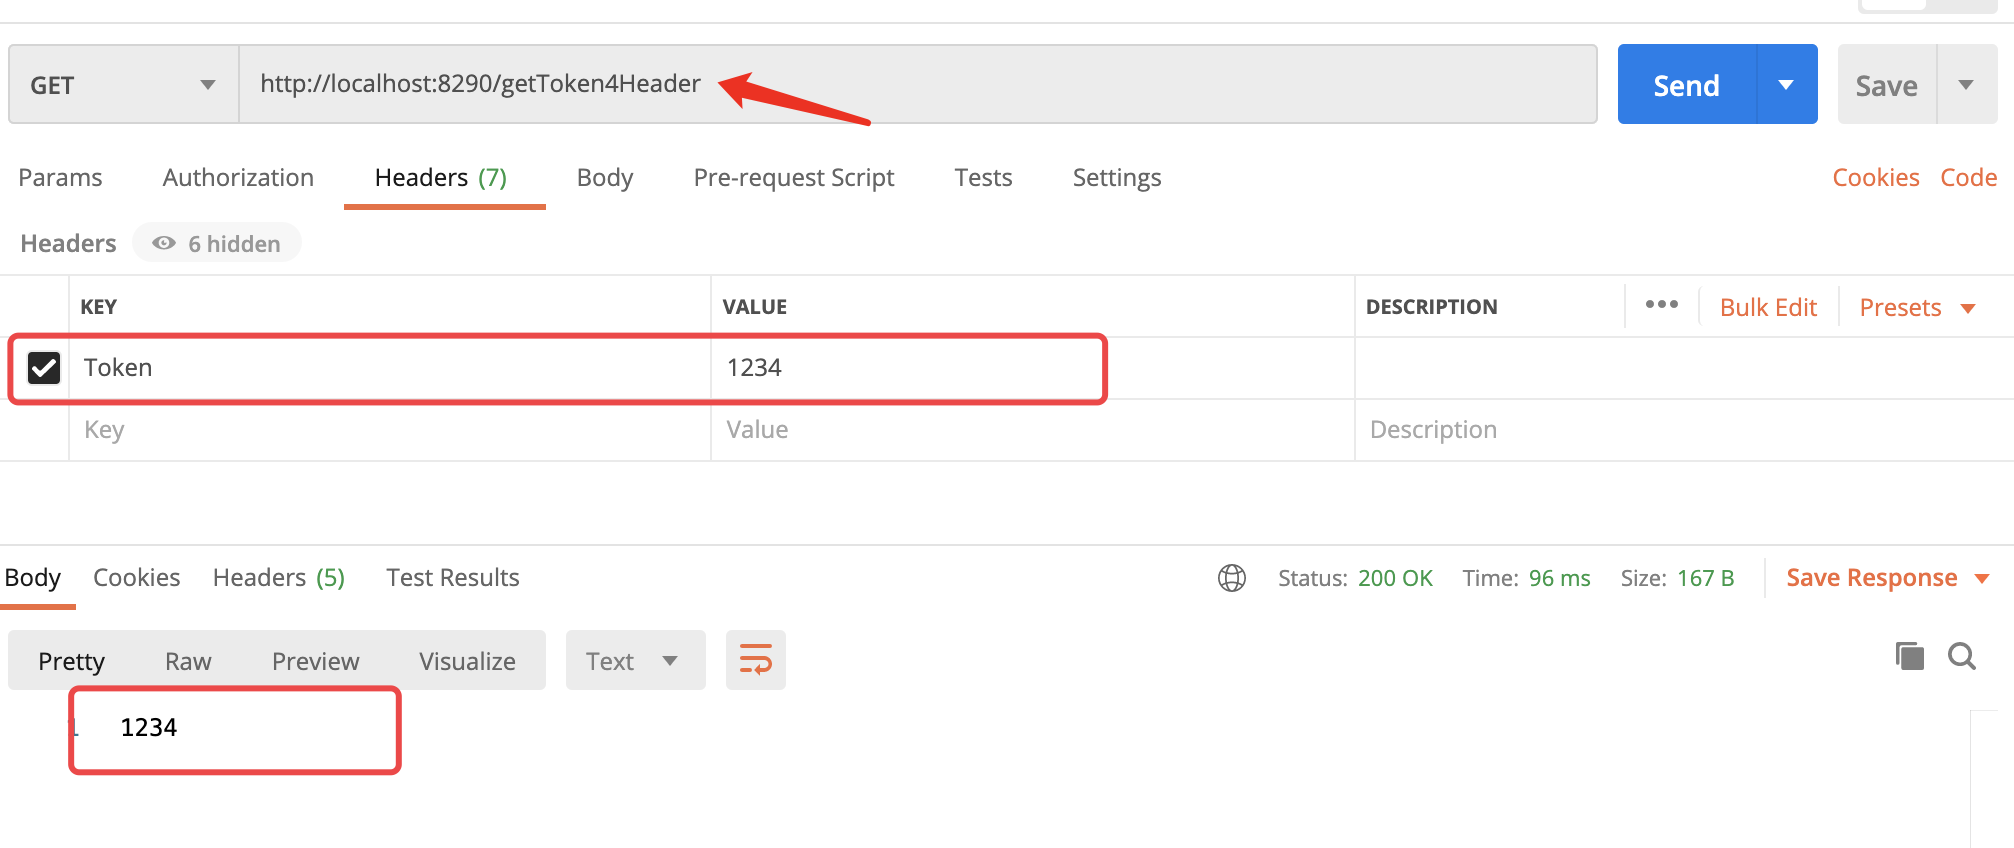 GET http://localhost:8290/getToken4Header Send Save
Params Authorization Headers (7) Body Pre-request Script Tests Settings Cookies Code
Headers 6 hidden
KEY VALUE DESCRIPTION ••• Bulk Edit Presets
Token 1234
Key Value Description
Body Cookies Headers (5) Test Results Status: 200 OK Time: 96 ms Size: 167 B Save Response
Pretty Raw Preview Visualize Text
1 1234